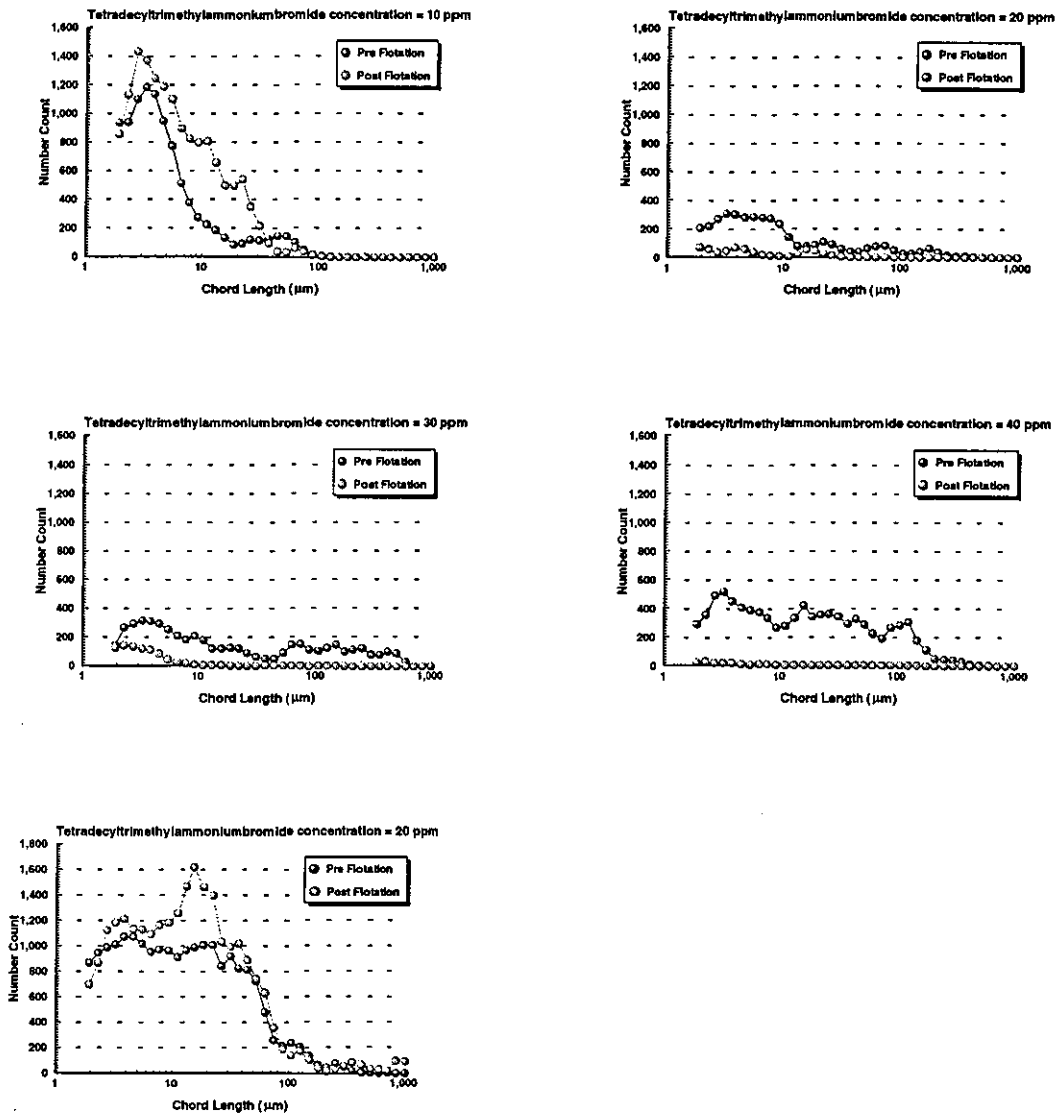 Tetradecyltrimethylammoniumbromide concentration = 10 ppm
1,600
1,400
1,200
1,000
800
600
400
200
0
Number Count
Pre Flotation
Post Flotation
1 10 100 1,000
Chord Length (μm)
Tetradecyltrimethylammoniumbromide concentration = 20 ppm
1,600
1,400
1,200
1,000
800
600
400
200
0
Number Count
Pre Flotation
Post Flotation
1 10 100 1,000
Chord Length (μm)
Tetradecyltrimethylammoniumbromide concentration = 30 ppm
1,600
1,400
1,200
1,000
800
600
400
200
0
Number Count
Pre Flotation
Post Flotation
1 10 100 1,000
Chord Length (μm)
Tetradecyltrimethylammoniumbromide concentration = 40 ppm
1,600
1,400
1,200
1,000
800
600
400
200
0
Number Count
Pre Flotation
Post Flotation
1 10 100 1,000
Chord Length (μm)
Tetradecyltrimethylammoniumbromide concentration = 20 ppm
1,800
1,600
1,400
1,200
1,000
800
600
400
200
0
Number Count
Pre Flotation
Post Flotation
1 10 100 1,000
Chord Length (μm)